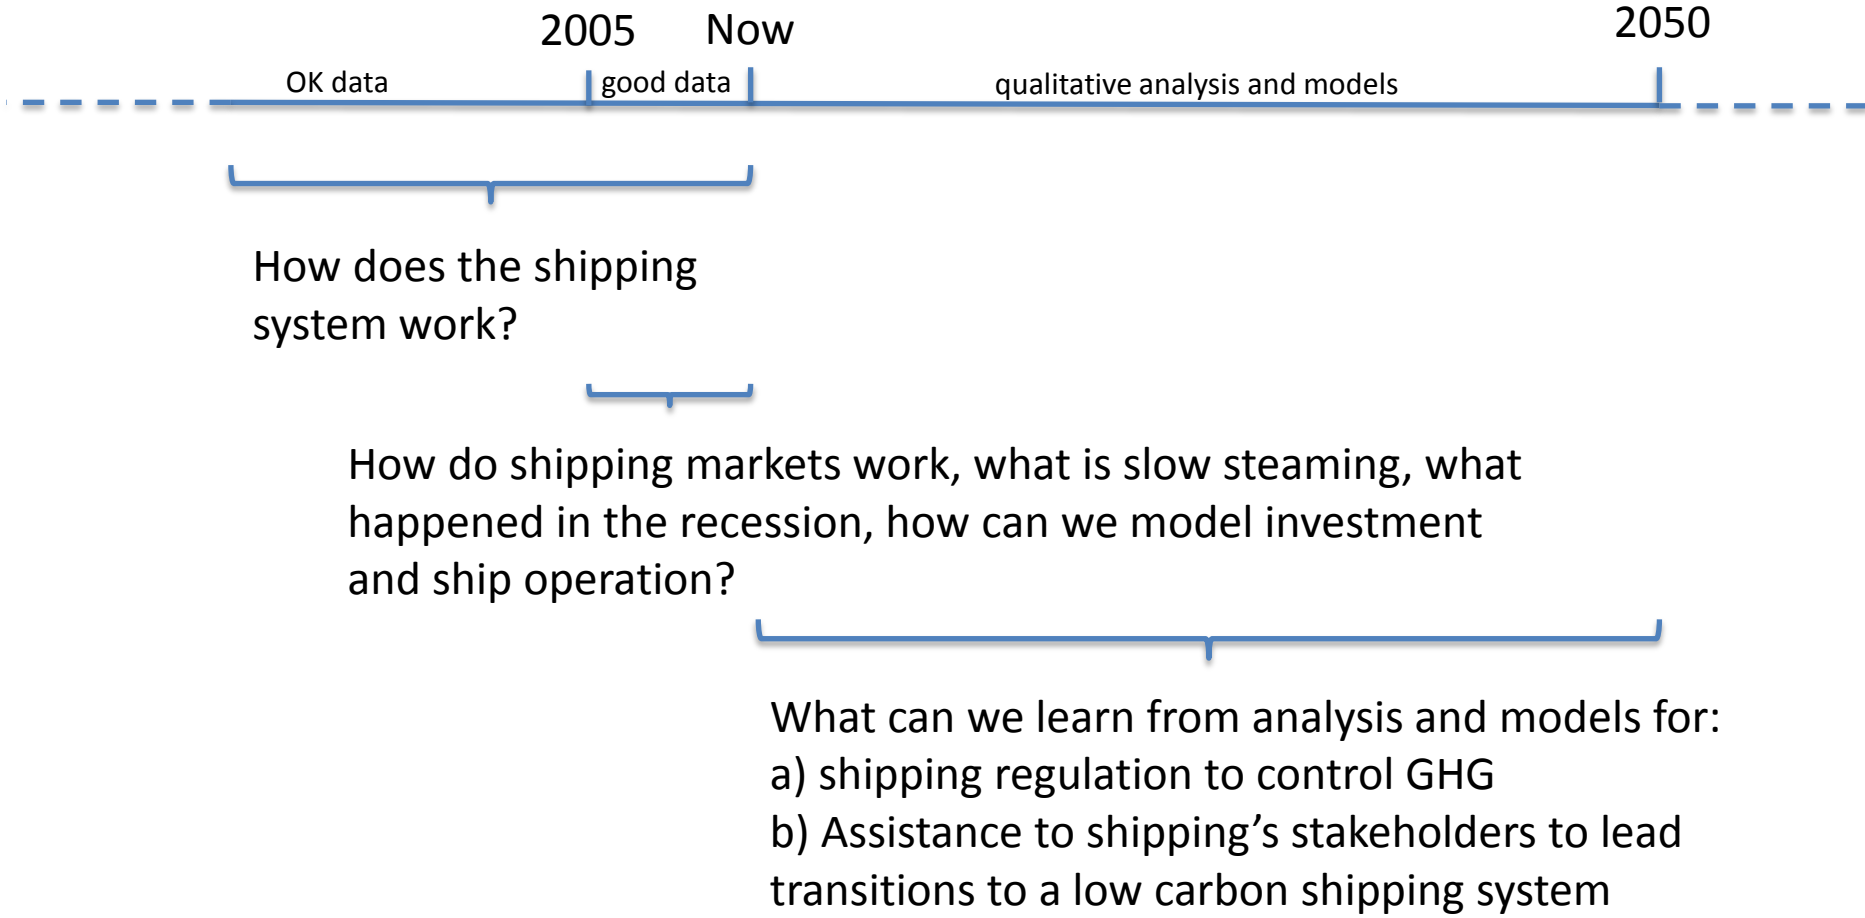 2005
Now
2050
OK data
good data
qualitative analysis and models
How does the shipping
system work?
How do shipping markets work, what is slow steaming, what
happened in the recession, how can we model investment
and ship operation?
What can we learn from analysis and models for:
a) shipping regulation to control GHG
b) Assistance to shipping’s stakeholders to lead
transitions to a low carbon shipping system